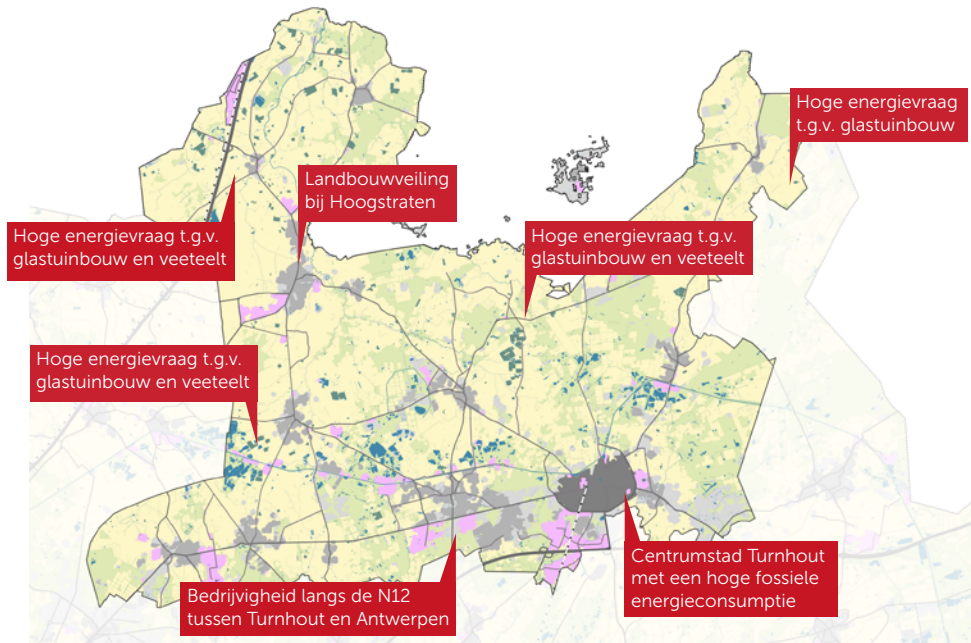 Hoge energievraag
t.g.v. glastuinbouw
Landbouwveiling
bij Hoogstraten
Hoge energievraag t.g.v.
glastuinbouw en veeteelt
Hoge energievraag t.g.v.
glastuinbouw en veeteelt
Hoge energievraag t.g.v.
glastuinbouw en veeteelt
Bedrijvigheid langs de N12
tussen Turnhout en Antwerpen
Centrumstad Turnhout
met een hoge fossiele
energieconsumptie